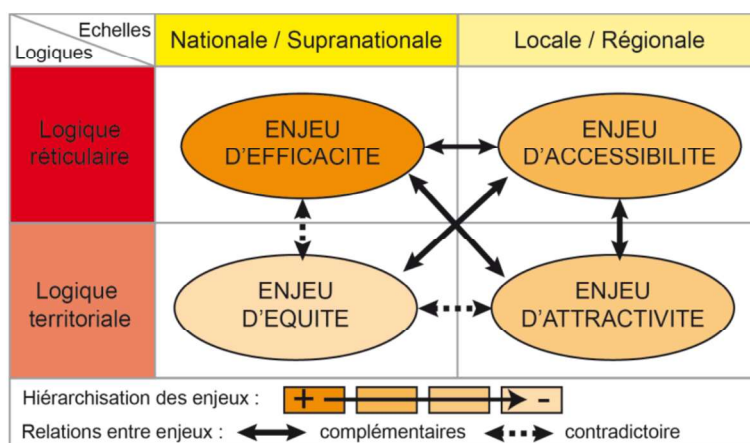 Echelles
Logiques
Nationale / Supranationale
Locale / Régionale
Logique
réticulaire
ENJEU
D'EFFICACITE
ENJEU
D'ACCESSIBILITE
Logique
territoriale
ENJEU
D'EQUITE
ENJEU
D'ATTRACTIVITE
Hiérarchisation des enjeux : + -
Relations entre enjeux : complémentaires contradictoire